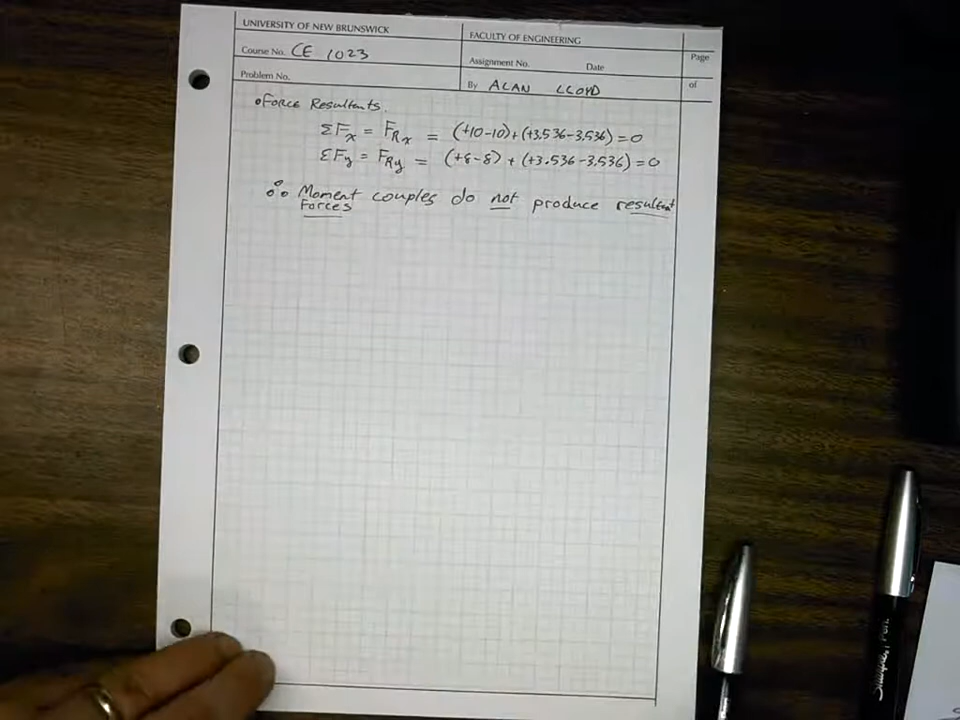 UNIVERSITY OF NEW BRUNSWICK
FACULTY OF ENGINEERING
Page
Course No. CE 1023
Assignment No. Date
Problem No.
By ALAN LLOYD
of
• Force Resultants.
ΣFx = FRx = (+10-10)+(+3.536-3.536)=0
ΣFy = FRy = (+8-8) + (+3.536-3.536)=0
∴ Moment couples do not produce resultant
Forces
Sharpie Pen